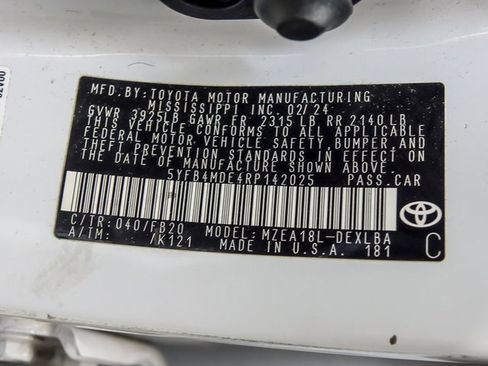 MFD.BY:TOYOTA MOTOR MANUFACTURING
MISSISSIPPI INC. 02/24
GVWR 3925LB GAWR FR 2315 LB RR 2140 LB
THIS VEHICLE CONFORMS TO ALL APPLICABLE
FEDERAL MOTOR VEHICLE SAFETY, BUMPER, AND
THEFT PREVENTION STANDARDS IN EFFECT ON
THE DATE OF MANUFACTURE SHOWN ABOVE.
5YFB4MDE4RP142025 PASS.CAR
C/TR: 040/FB20 MODEL: MZEA18L-DEXLBA
A/TM: /K121 MADE IN U.S.A. 181
C